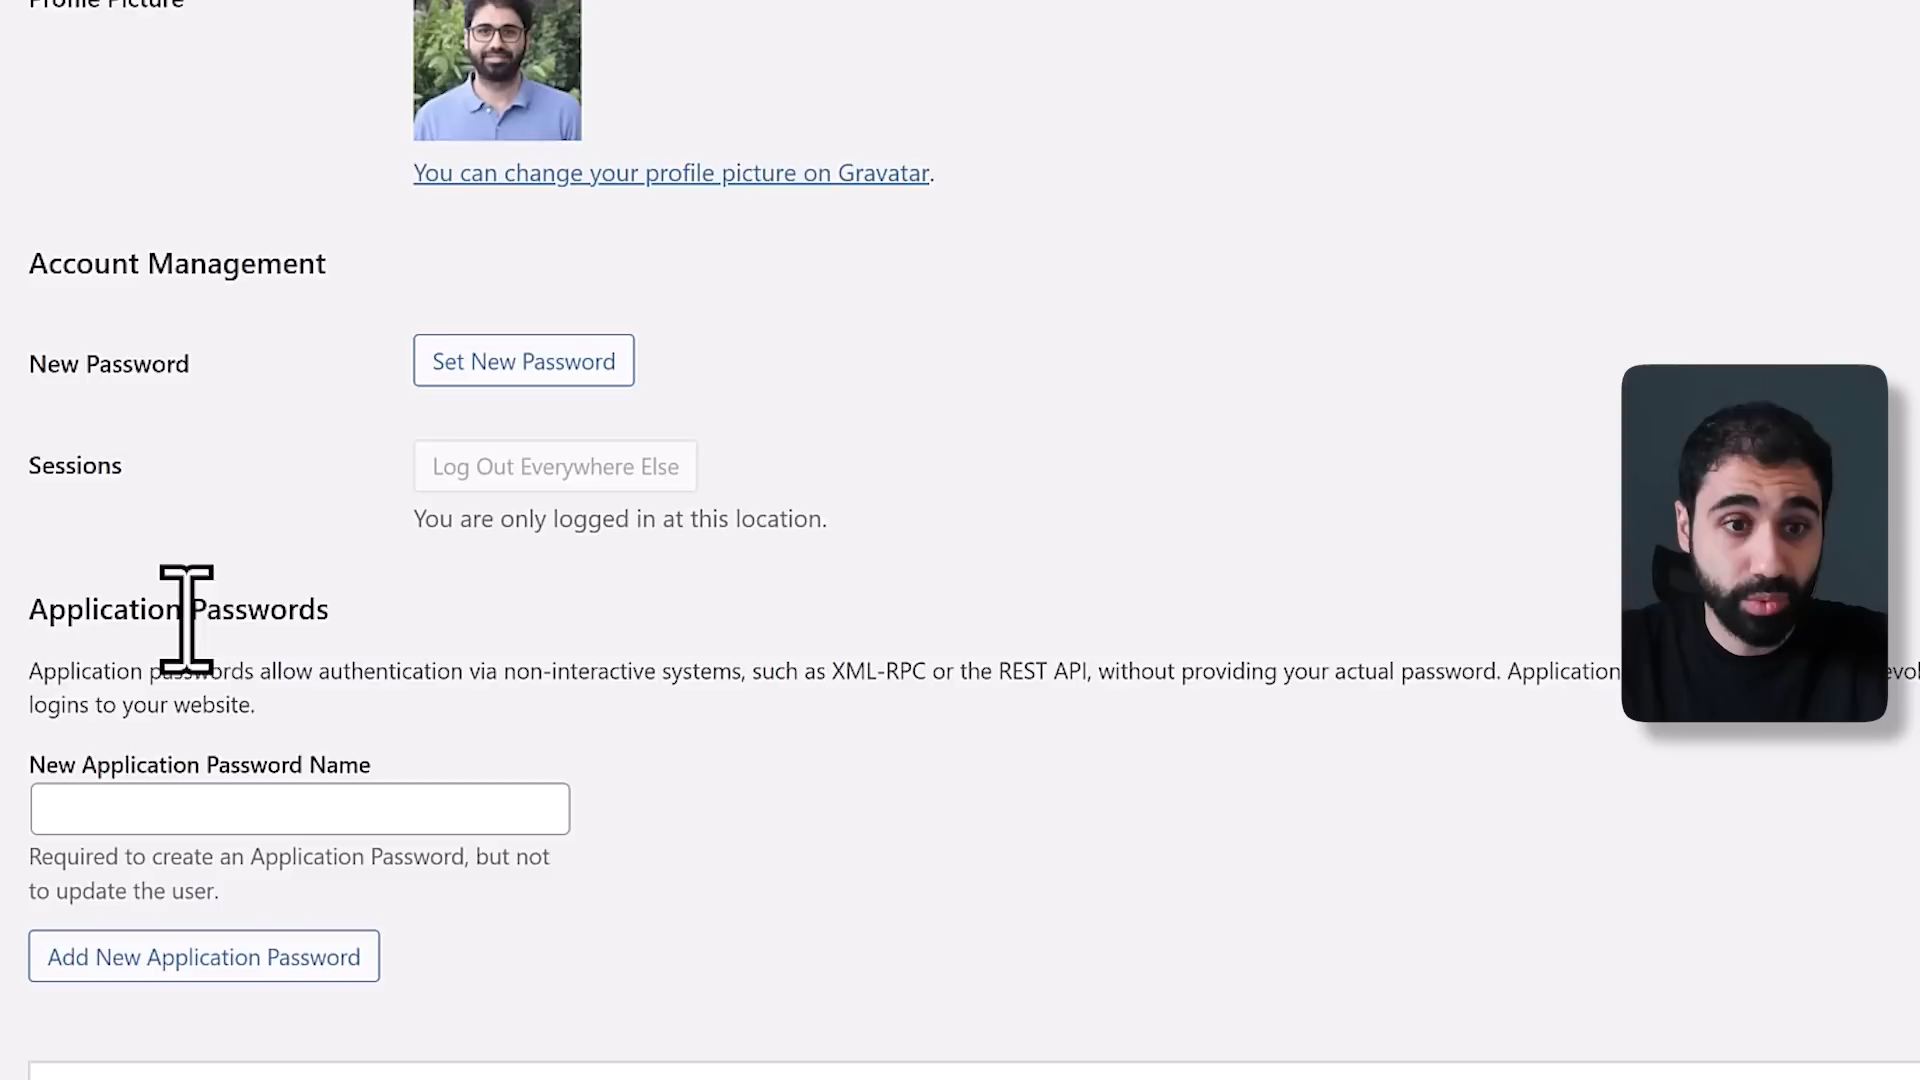 Profile Picture
You can change your profile picture on Gravatar.
Account Management
New Password
Set New Password
Sessions
Log Out Everywhere Else
You are only logged in at this location.
Application Passwords
Application passwords allow authentication via non-interactive systems, such as XML-RPC or the REST API, without providing your actual password. Application
logins to your website.
New Application Password Name
Required to create an Application Password, but not
to update the user.
Add New Application Password